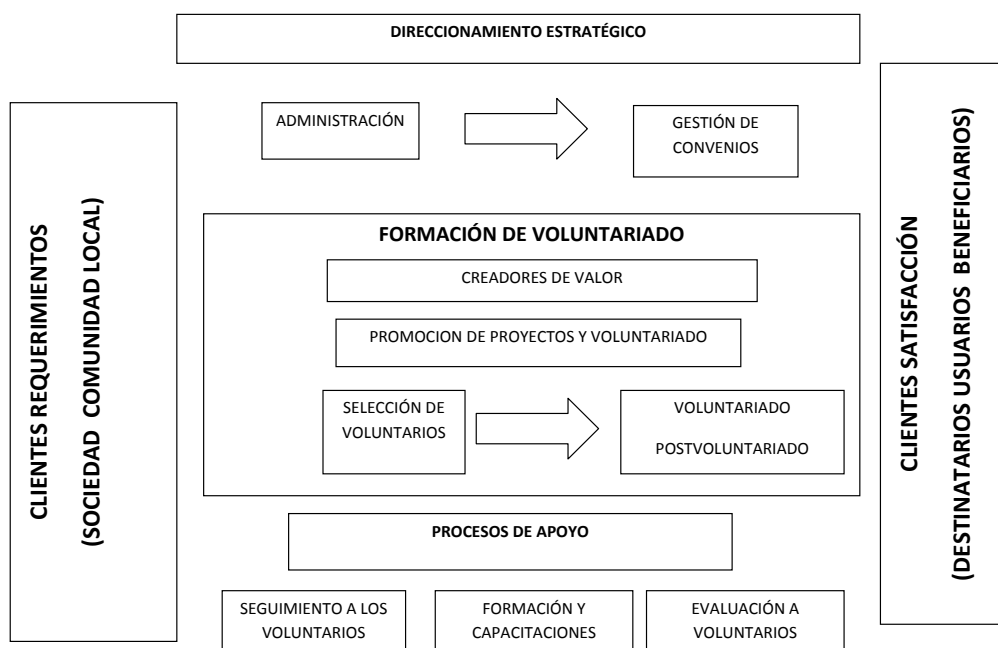 DIRECCIONAMIENTO ESTRATÉGICO
CLIENTES REQUERIMIENTOS
(SOCIEDAD COMUNIDAD LOCAL)
ADMINISTRACIÓN
GESTIÓN DE
CONVENIOS
FORMACIÓN DE VOLUNTARIADO
CREADORES DE VALOR
PROMOCION DE PROYECTOS Y VOLUNTARIADO
SELECCIÓN DE
VOLUNTARIOS
VOLUNTARIADO
POSTVOLUNTARIADO
PROCESOS DE APOYO
SEGUIMIENTO A LOS
VOLUNTARIOS
FORMACIÓN Y
CAPACITACIONES
EVALUACIÓN A
VOLUNTARIOS
CLIENTES SATISFACCIÓN
(DESTINATARIOS USUARIOS BENEFICIARIOS)